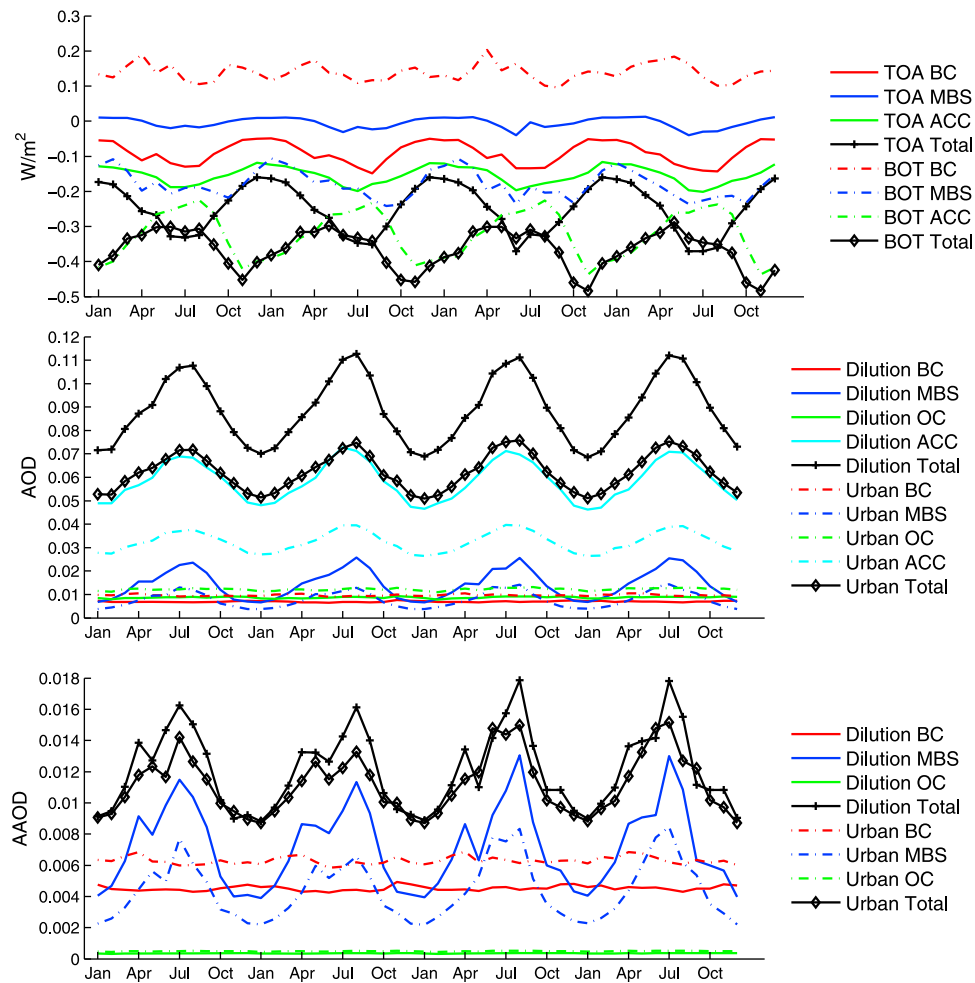 0.3
0.2
0.1
0
−0.1
−0.2
−0.3
−0.4
−0.5
W/m²
Jan Apr Jul Oct Jan Apr Jul Oct Jan Apr Jul Oct Jan Apr Jul Oct
TOA BC
TOA MBS
TOA ACC
TOA Total
BOT BC
BOT MBS
BOT ACC
BOT Total
0.12
0.11
0.1
0.09
0.08
0.07
0.06
0.05
0.04
0.03
0.02
0.01
0
AOD
Jan Apr Jul Oct Jan Apr Jul Oct Jan Apr Jul Oct Jan Apr Jul Oct
Dilution BC
Dilution MBS
Dilution OC
Dilution ACC
Dilution Total
Urban BC
Urban MBS
Urban OC
Urban ACC
Urban Total
0.018
0.016
0.014
0.012
0.01
0.008
0.006
0.004
0.002
0
AAOD
Jan Apr Jul Oct Jan Apr Jul Oct Jan Apr Jul Oct Jan Apr Jul Oct
Dilution BC
Dilution MBS
Dilution OC
Dilution Total
Urban BC
Urban MBS
Urban OC
Urban Total